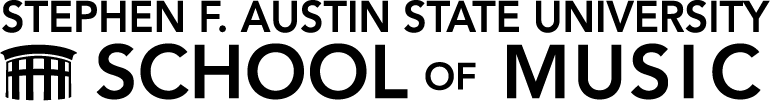 STEPHEN F. AUSTIN STATE UNIVERSITY
SCHOOL OF MUSIC